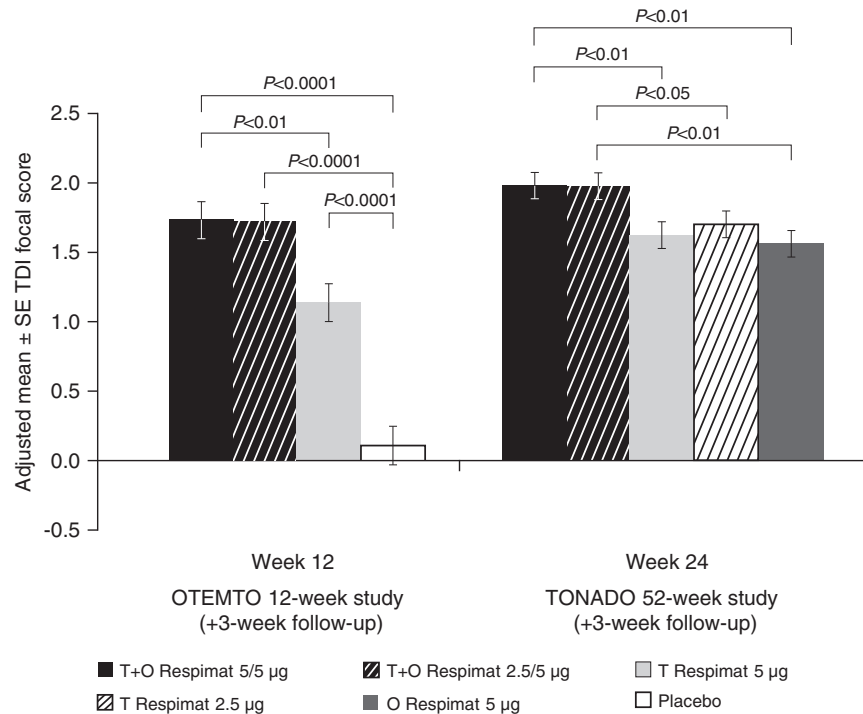 P<0.01
P<0.01
P<0.0001
P<0.05
P<0.01
P<0.01
P<0.0001
P<0.0001
2.5
2.0
1.5
1.0
0.5
0.0
-0.5
Adjusted mean ± SE TDI focal score
Week 12
Week 24
OTEMTO 12-week study
(+3-week follow-up)
TONADO 52-week study
(+3-week follow-up)
T+O Respimat 5/5 µg
T+O Respimat 2.5/5 µg
T Respimat 5 µg
T Respimat 2.5 µg
O Respimat 5 µg
Placebo